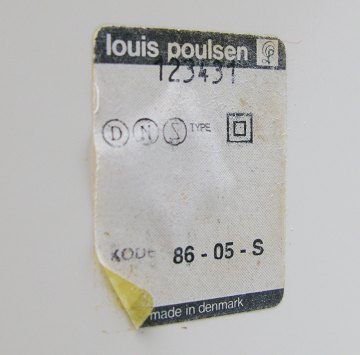 louis poulsen
123431
D N S TYPE
KODE 86 - 05 - S
made in denmark